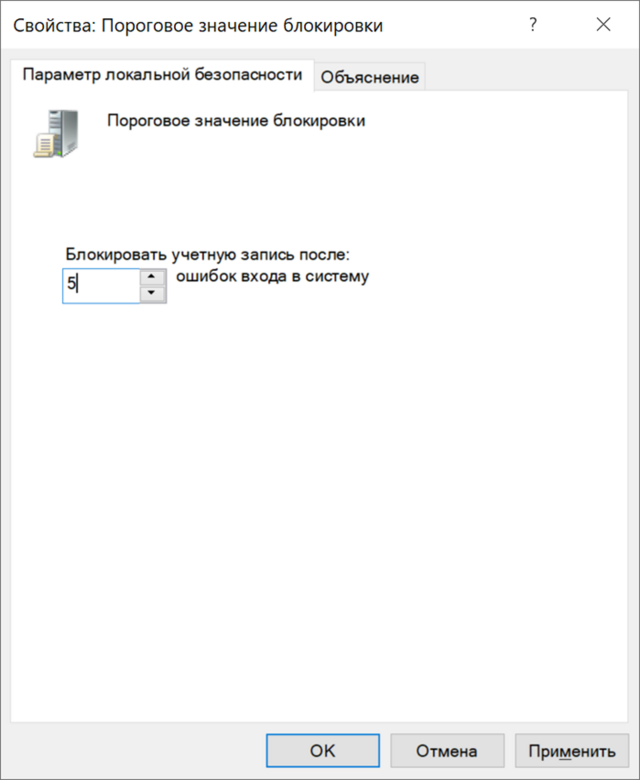 Свойства: Пороговое значение блокировки
?
Параметр локальной безопасности
Объяснение
Пороговое значение блокировки
Блокировать учетную запись после:
5 ошибок входа в систему
OK
Отмена
Применить